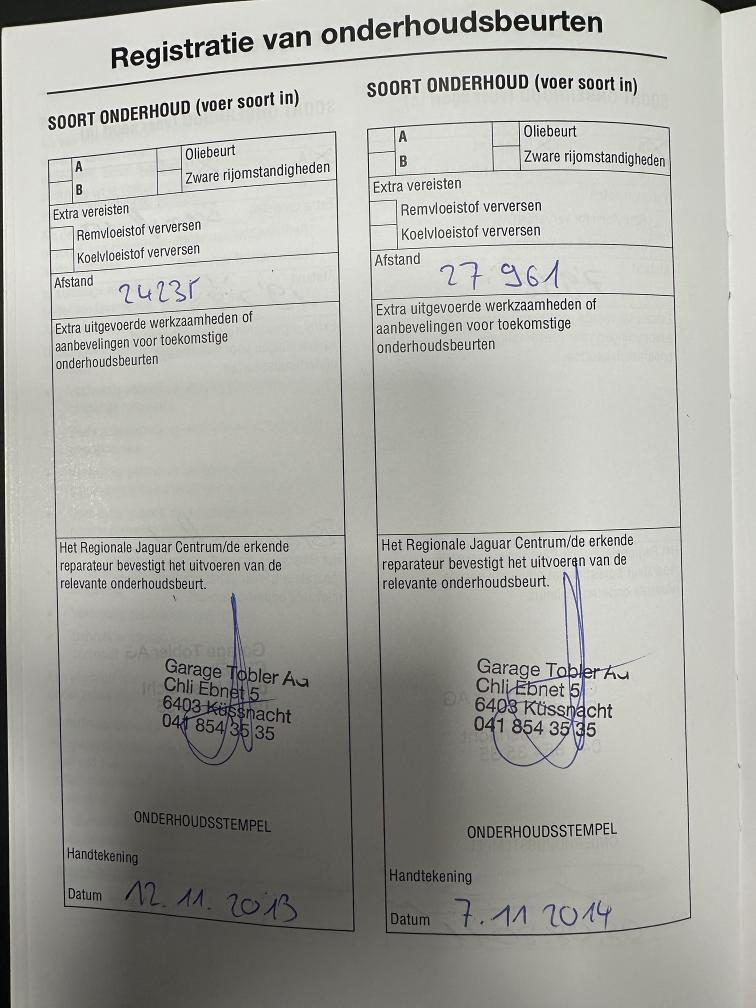 Registratie van onderhoudsbeurten
SOORT ONDERHOUD (voer soort in)
A
B
Oliebeurt
Zware rijomstandigheden
Extra vereisten
Remvloeistof verversen
Koelvloeistof verversen
Afstand
24235
Extra uitgevoerde werkzaamheden of
aanbevelingen voor toekomstige
onderhoudsbeurten
Het Regionale Jaguar Centrum/de erkende
reparateur bevestigt het uitvoeren van de
relevante onderhoudsbeurt.
Garage Tobler AG
Chli Ebnet 5
6403 Küssnacht
041 854 35 35
ONDERHOUDSSTEMPEL
Handtekening
Datum 12.11.2013
SOORT ONDERHOUD (voer soort in)
A
B
Oliebeurt
Zware rijomstandigheden
Extra vereisten
Remvloeistof verversen
Koelvloeistof verversen
Afstand
27 961
Extra uitgevoerde werkzaamheden of
aanbevelingen voor toekomstige
onderhoudsbeurten
Het Regionale Jaguar Centrum/de erkende
reparateur bevestigt het uitvoeren van de
relevante onderhoudsbeurt.
Garage Tobler AG
Chli Ebnet 5
6403 Küssnacht
041 854 35 35
ONDERHOUDSSTEMPEL
Handtekening
Datum 7.11 2014